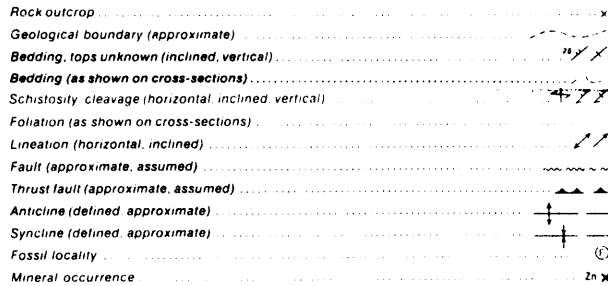 Rock outcrop x
Geological boundary (approximate)
Bedding, tops unknown (inclined, vertical)
Bedding (as shown on cross-sections)
Schistosity, cleavage (horizontal, inclined, vertical)
Foliation (as shown on cross-sections)
Lineation (horizontal, inclined)
Fault (approximate, assumed)
Thrust fault (approximate, assumed)
Anticline (defined, approximate)
Syncline (defined, approximate)
Fossil locality F
Mineral occurrence Zn x